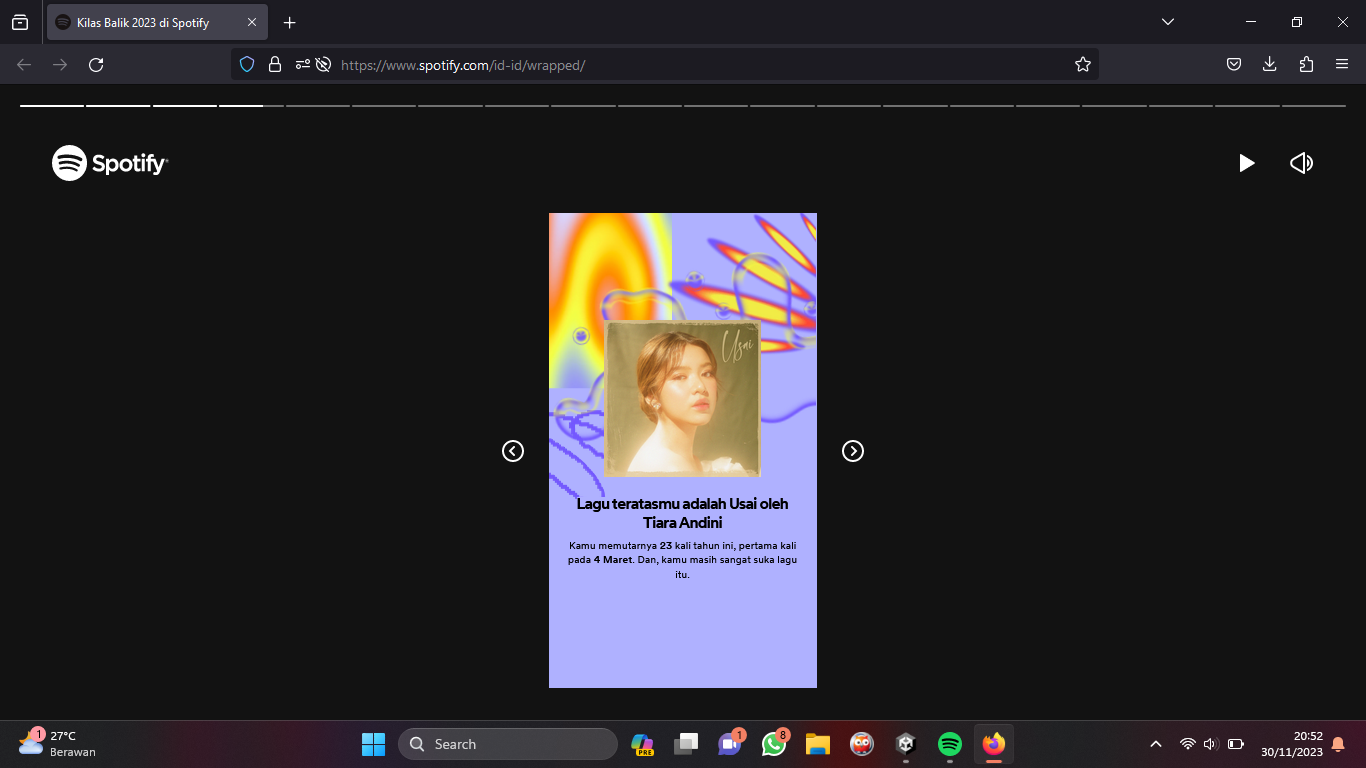 Kilas Balik 2023 di Spotify
https://www.spotify.com/id-id/wrapped/
Spotify
Usai
Lagu teratasmu adalah Usai oleh
Tiara Andini
Kamu memutarnya 23 kali tahun ini, pertama kali
pada 4 Maret. Dan, kamu masih sangat suka lagu
itu.
1
27°C
Berawan
Search
PRE
1
8
20:52
30/11/2023